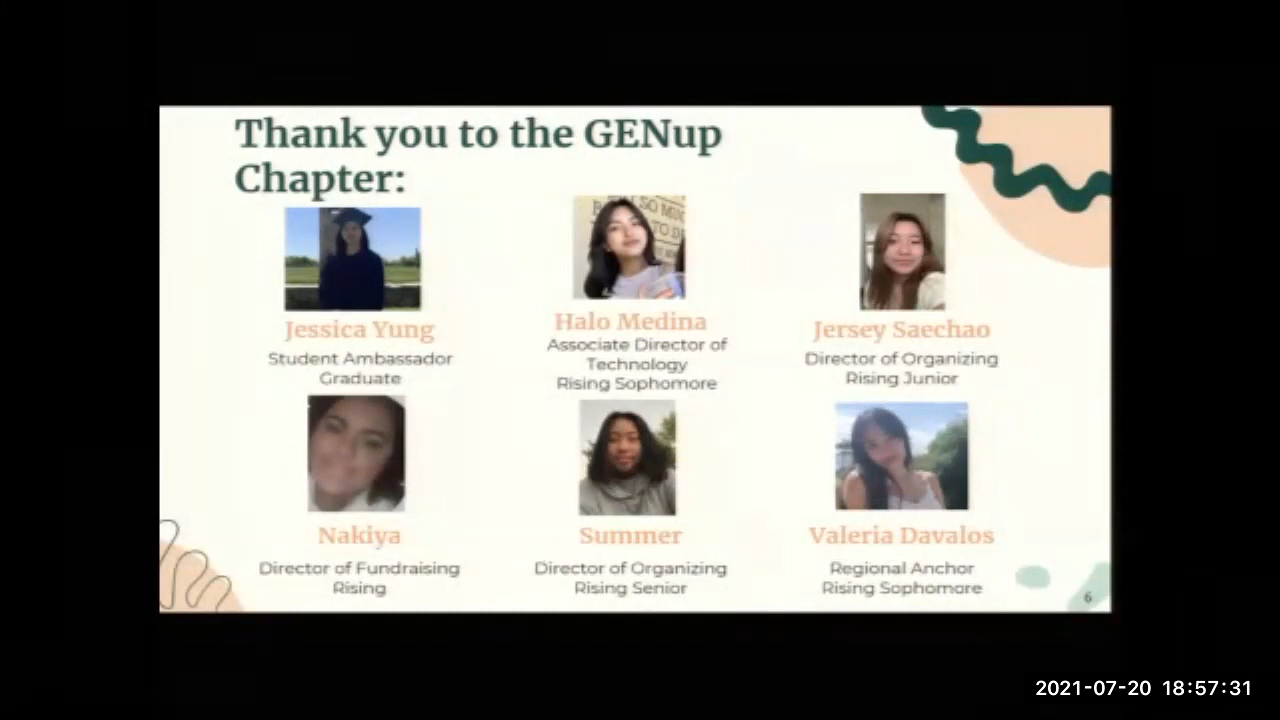 Thank you to the GENup
Chapter:
Jessica Yung
Student Ambassador
Graduate
Halo Medina
Associate Director of
Technology
Rising Sophomore
Jersey Saechao
Director of Organizing
Rising Junior
Nakiya
Director of Fundraising
Rising
Summer
Director of Organizing
Rising Senior
Valeria Davalos
Regional Anchor
Rising Sophomore
6
2021-07-20 18:57:31